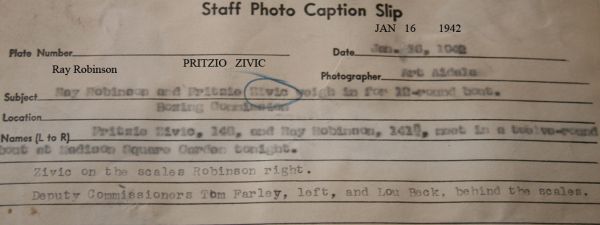 Staff Photo Caption Slip
JAN 16 1942
Plate Number Date Jan. 16, 1942
Ray Robinson PRITZIO ZIVIC
Photographer Art Aidala
Subject Ray Robinson and Fritzie Zivic weigh in for 12-round bout.
Location Boxing Commission
Names (L to R) Fritzie Zivic, 148, and Ray Robinson, meet in a twelve-round
bout at Madison Square Garden tonight.
Zivic on the scales Robinson right.
Deputy Commissioners Tom Farley, left, and Lou Beck, behind the scales.